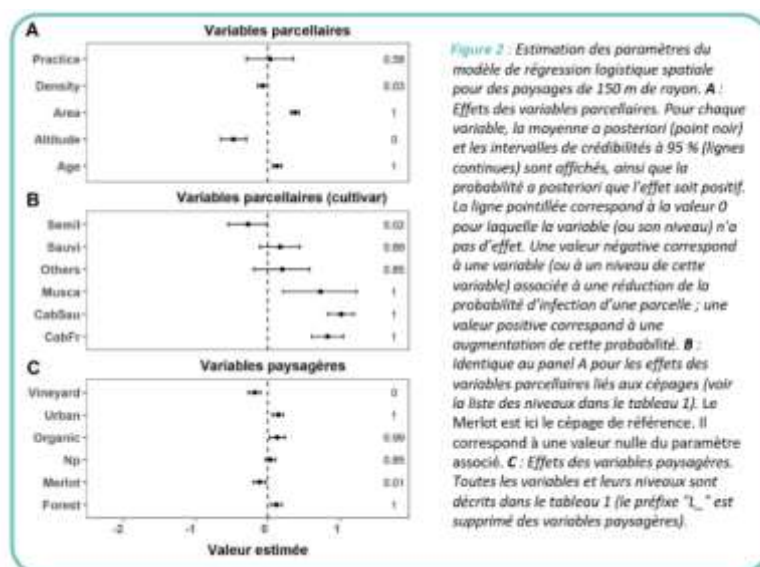 A
Variables parcellaires
Practice
Density 0.03
Area 1
Altitude 0
Age 1
B
Variables parcellaires (cultivar)
Semil 0.02
Sauvi
Others
Musca 1
CabSau 1
CabFr 1
C
Variables paysagères
Vineyard 0
Urban 1
Organic 0.99
Np
Merlot 0.01
Forest 1
-2 -1 0 1
Valeur estimée
Figure 2 : Estimation des paramètres du
modèle de régression logistique spatiale
pour des paysages de 150 m de rayon. A :
Effets des variables parcellaires. Pour chaque
variable, la moyenne a posteriori (point noir)
et les intervalles de crédibilités à 95 % (lignes
continues) sont affichés, ainsi que la
probabilité a posteriori que l'effet soit positif.
La ligne pointillée correspond à la valeur 0
pour laquelle la variable (ou son niveau) n'a
pas d'effet. Une valeur négative correspond
à une variable (ou à un niveau de cette
variable) associée à une réduction de la
probabilité d'infection d'une parcelle ; une
valeur positive correspond à une
augmentation de cette probabilité. B :
Identique au panel A pour les effets des
variables parcellaires liés aux cépages (voir
la liste des niveaux dans le tableau 1). Le
Merlot est ici le cépage de référence. Il
correspond à une valeur nulle du paramètre
associé. C : Effets des variables paysagères.
Toutes les variables et leurs niveaux sont
décrits dans le tableau 1 (le préfixe "L_" est
supprimé des variables paysagères).